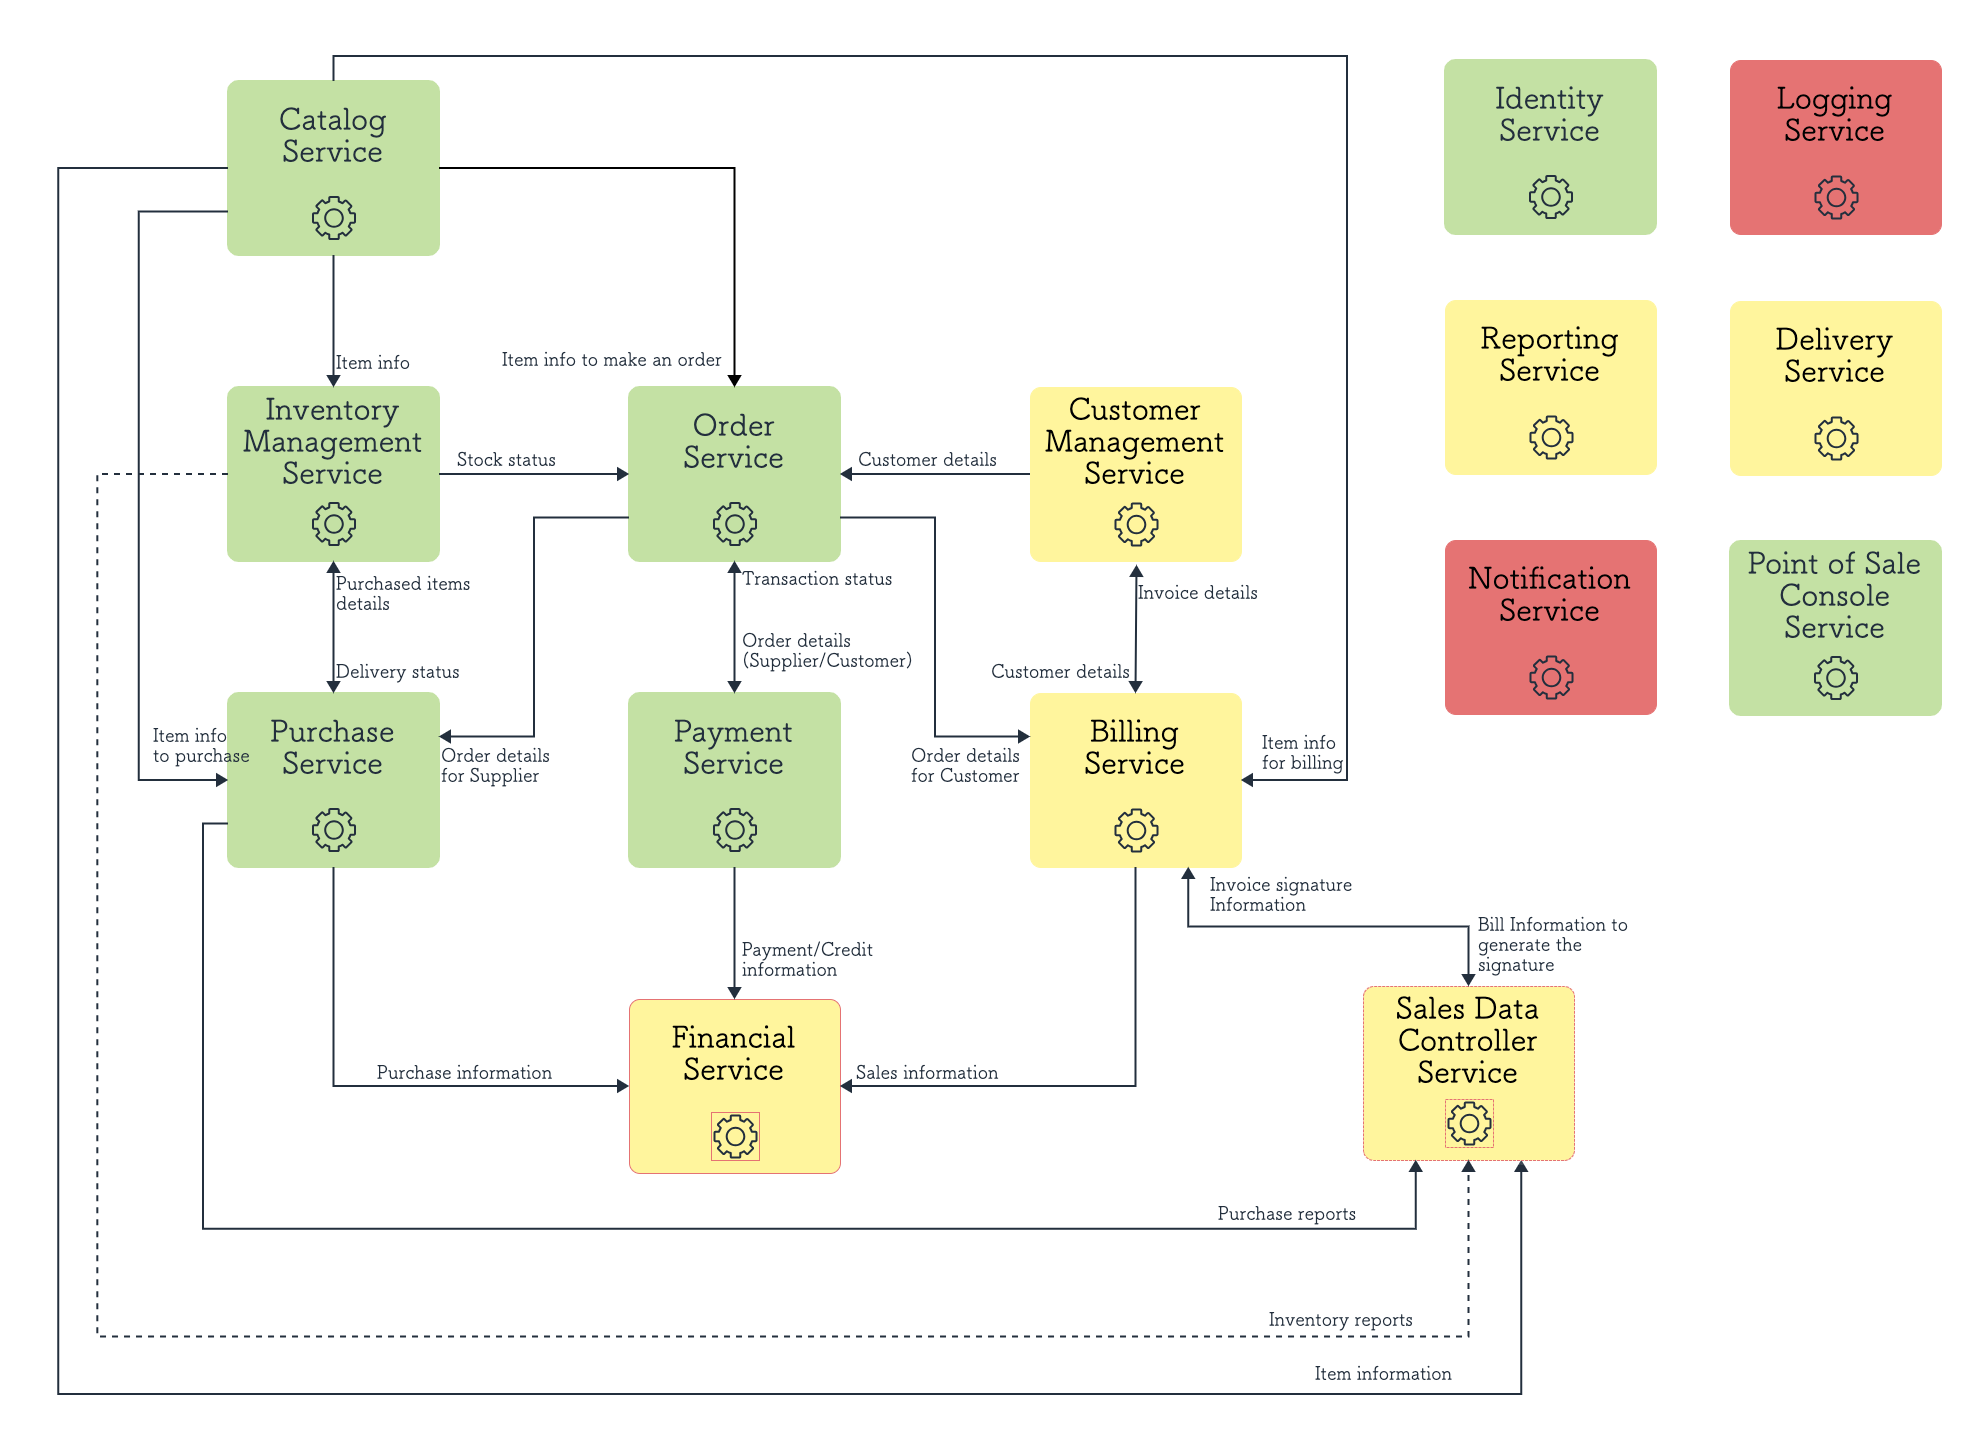 Catalog
Service
Identity
Service
Logging
Service
Item info
Item info to make an order
Reporting
Service
Delivery
Service
Inventory
Management
Service
Stock status
Order
Service
Customer details
Customer
Management
Service
Purchased items
details
Delivery status
Transaction status
Order details
(Supplier/Customer)
Invoice details
Customer details
Notification
Service
Point of Sale
Console
Service
Item info
to purchase
Purchase
Service
Order details
for Supplier
Payment
Service
Order details
for Customer
Billing
Service
Item info
for billing
Invoice signature
Information
Bill Information to
generate the
signature
Payment/Credit
information
Purchase information
Financial
Service
Sales information
Sales Data
Controller
Service
Purchase reports
Inventory reports
Item information